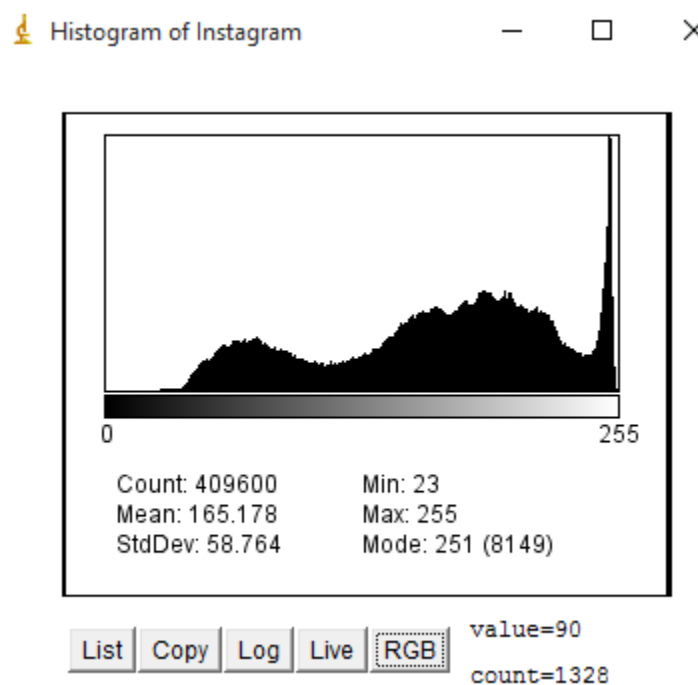 Histogram of Instagram
0 255
Count: 409600 Min: 23
Mean: 165.178 Max: 255
StdDev: 58.764 Mode: 251 (8149)
List Copy Log Live RGB
value=90
count=1328